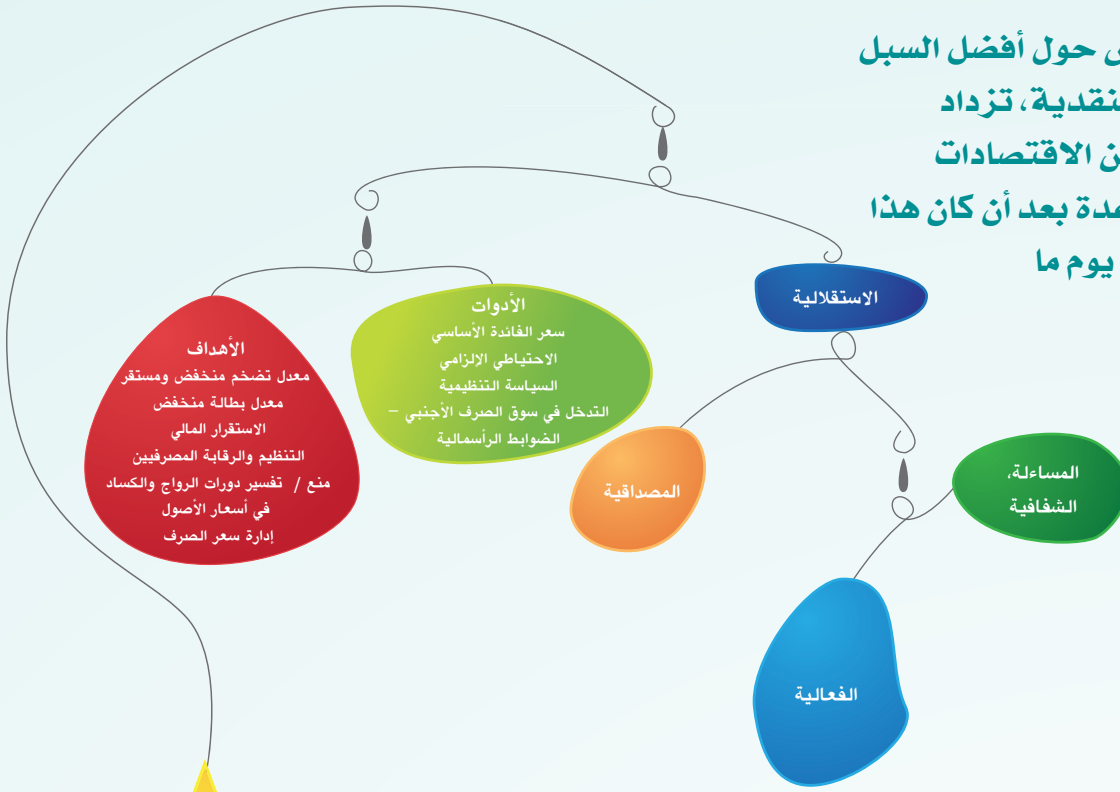 حول أفضل السبل
تزداد
الاقتصادات
بعد أن كان هذا
يوم ما
الاستقلالية
الأدوات
سعر الفائدة الأساسي
الاحتياطي الإلزامي
السياسة التنظيمية
التدخل في سوق الصرف الأجنبي –
الضوابط الرأسمالية
الأهداف
معدل تضخم منخفض ومستقر
معدل بطالة منخفض
الاستقرار المالي
التنظيم والرقابة المصرفيين
منع / تفسير دورات الرواج والكساد
في أسعار الأصول
إدارة سعر الصرف
المساءلة،
الشفافية
المصداقية
الفعالية